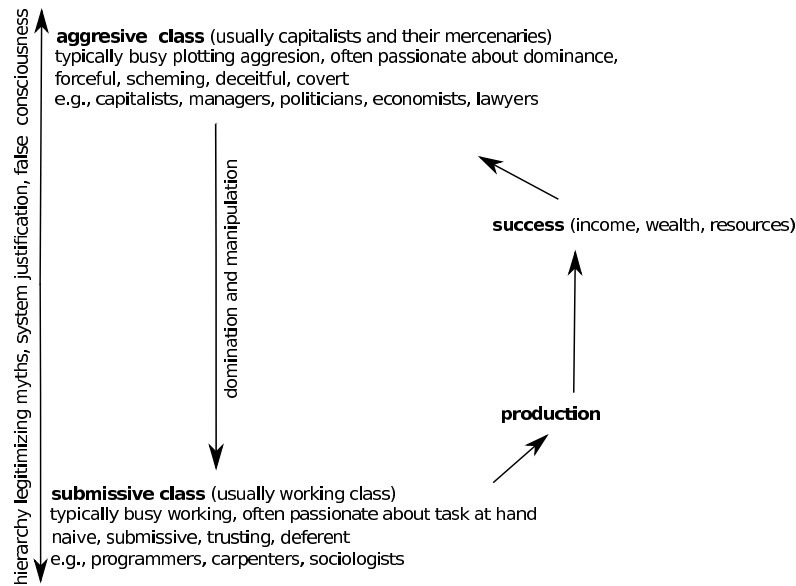 aggresive class (usually capitalists and their mercenaries)
typically busy plotting aggresion, often passionate about dominance,
forceful, scheming, deceitful, covert
e.g., capitalists, managers, politicians, economists, lawyers
hierarchy legitimizing myths, system justification, false consciousness
domination and manipulation
success (income, wealth, resources)
production
submissive class (usually working class)
typically busy working, often passionate about task at hand
naive, submissive, trusting, deferent
e.g., programmers, carpenters, sociologists